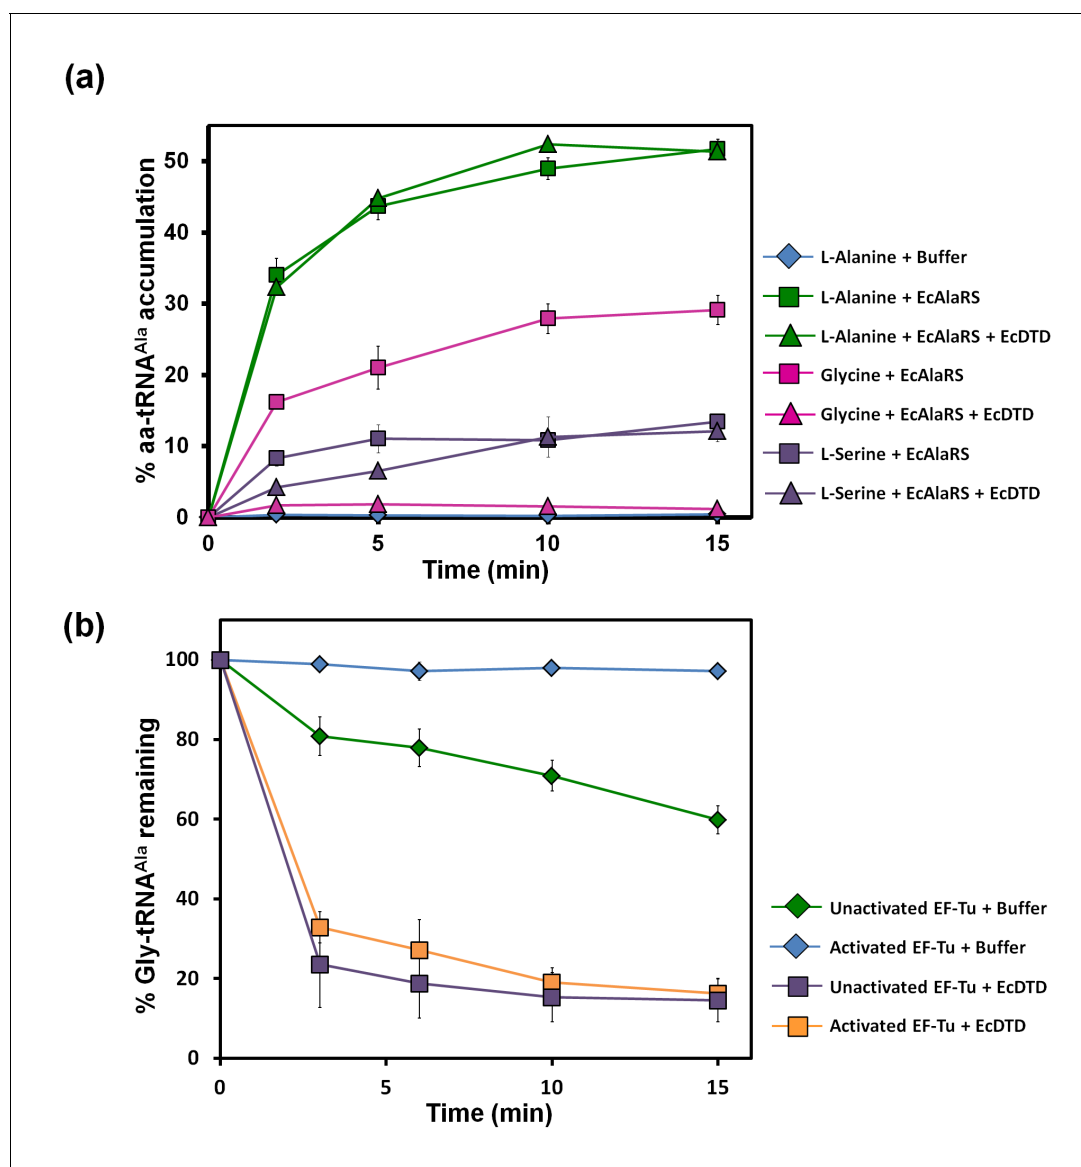 (a)
% aa-tRNAAla accumulation
50
40
30
20
10
0
0 5 10 15
Time (min)
L-Alanine + Buffer
L-Alanine + EcAlaRS
L-Alanine + EcAlaRS + EcDTD
Glycine + EcAlaRS
Glycine + EcAlaRS + EcDTD
L-Serine + EcAlaRS
L-Serine + EcAlaRS + EcDTD
(b)
% Gly-tRNAAla remaining
100
80
60
40
20
0
0 5 10 15
Time (min)
Unactivated EF-Tu + Buffer
Activated EF-Tu + Buffer
Unactivated EF-Tu + EcDTD
Activated EF-Tu + EcDTD